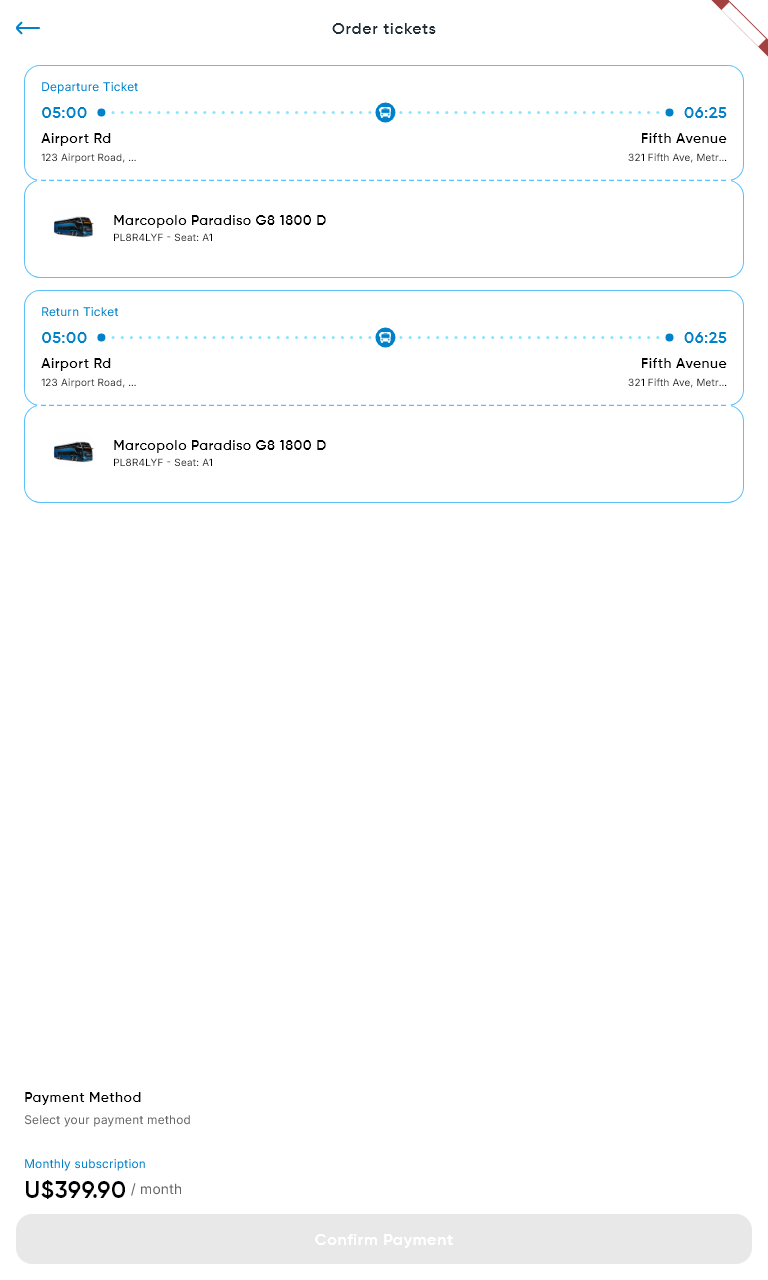 Order tickets
Departure Ticket
05:00 06:25
Airport Rd Fifth Avenue
123 Airport Road, ... 321 Fifth Ave, Metr...
Marcopolo Paradiso G8 1800 D
PL8R4LYF - Seat: A1
Return Ticket
05:00 06:25
Airport Rd Fifth Avenue
123 Airport Road, ... 321 Fifth Ave, Metr...
Marcopolo Paradiso G8 1800 D
PL8R4LYF - Seat: A1
Payment Method
Select your payment method
Monthly subscription
U$399.90 / month
Confirm Payment